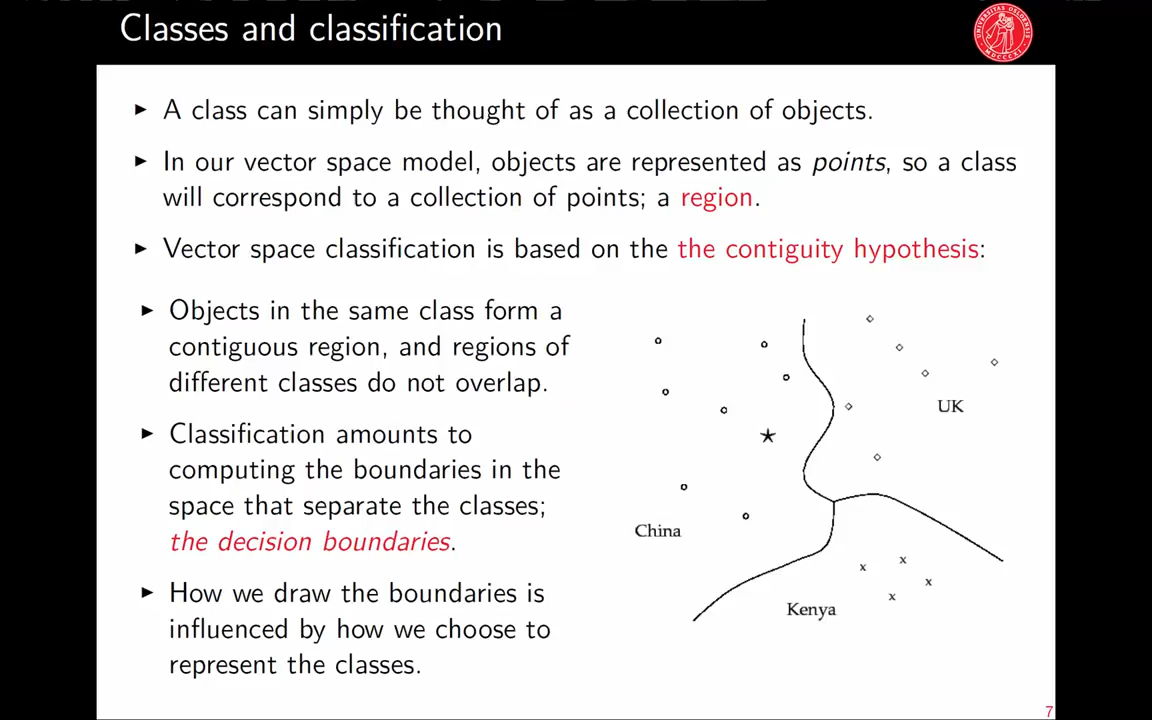 Classes and classification
UNIVERSITAS OSLOENSIS
MDCCCXI
► A class can simply be thought of as a collection of objects.
► In our vector space model, objects are represented as points, so a class
will correspond to a collection of points; a region.
► Vector space classification is based on the the contiguity hypothesis:
► Objects in the same class form a
contiguous region, and regions of
different classes do not overlap.
► Classification amounts to
computing the boundaries in the
space that separate the classes;
the decision boundaries.
► How we draw the boundaries is
influenced by how we choose to
represent the classes.
UK
China
Kenya
7